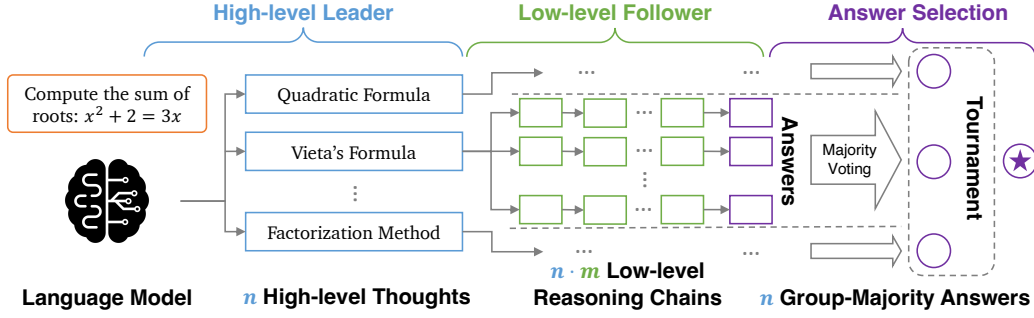 High-level Leader
Low-level Follower
Answer Selection
Compute the sum of
roots: x² + 2 = 3x
Quadratic Formula
Vieta's Formula
⋮
Factorization Method
... ...
...
...
⋮
...
... ...
Answers
Majority
Voting
Tournament
Language Model
n High-level Thoughts
n · m Low-level
Reasoning Chains
n Group-Majority Answers